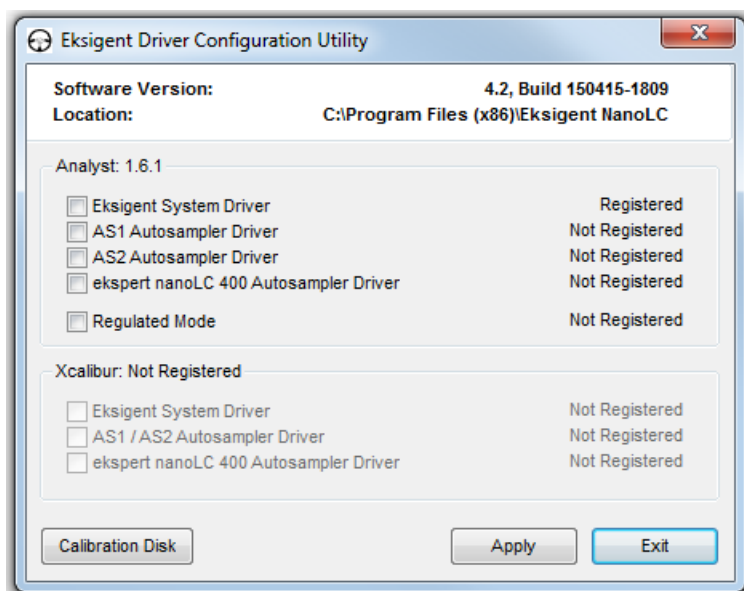 Eksigent Driver Configuration Utility
Software Version: 4.2, Build 150415-1809
Location: C:\Program Files (x86)\Eksigent NanoLC
Analyst: 1.6.1
Eksigent System Driver Registered
AS1 Autosampler Driver Not Registered
AS2 Autosampler Driver Not Registered
ekspert nanoLC 400 Autosampler Driver Not Registered
Regulated Mode Not Registered
Xcalibur: Not Registered
Eksigent System Driver Not Registered
AS1 / AS2 Autosampler Driver Not Registered
ekspert nanoLC 400 Autosampler Driver Not Registered
Calibration Disk Apply Exit